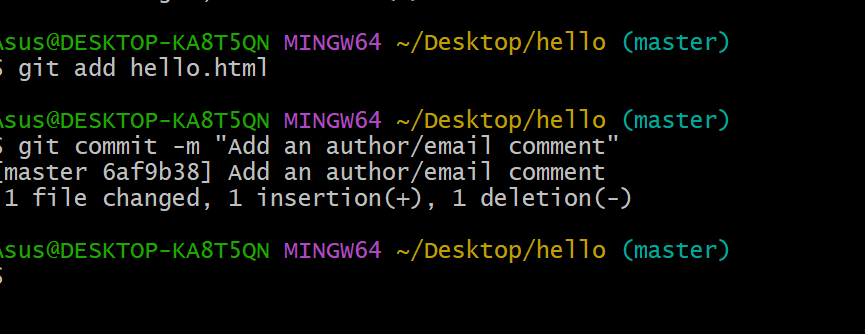 Asus@DESKTOP-KA8T5QN MINGW64 ~/Desktop/hello (master)
$ git add hello.html
Asus@DESKTOP-KA8T5QN MINGW64 ~/Desktop/hello (master)
$ git commit -m "Add an author/email comment"
[master 6af9b38] Add an author/email comment
1 file changed, 1 insertion(+), 1 deletion(-)
Asus@DESKTOP-KA8T5QN MINGW64 ~/Desktop/hello (master)
$